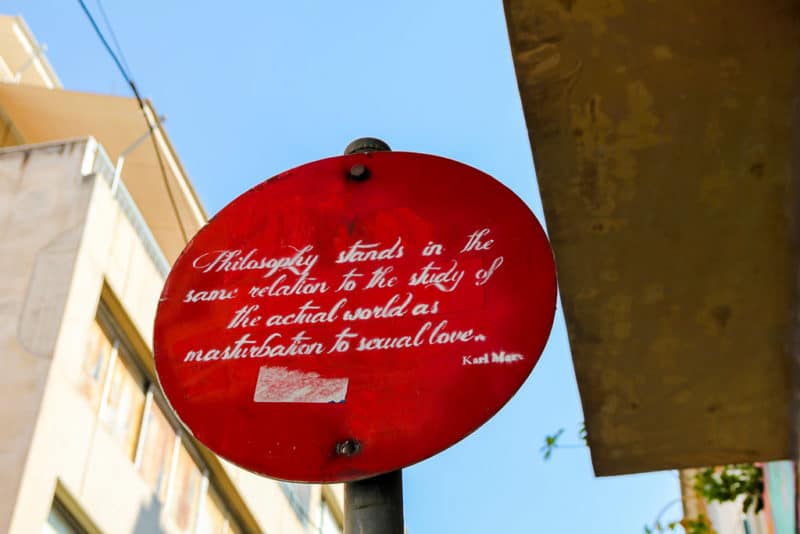 Philosophy stands in the
same relation to the study of
the actual world as
masturbation to sexual love..
Karl Marx